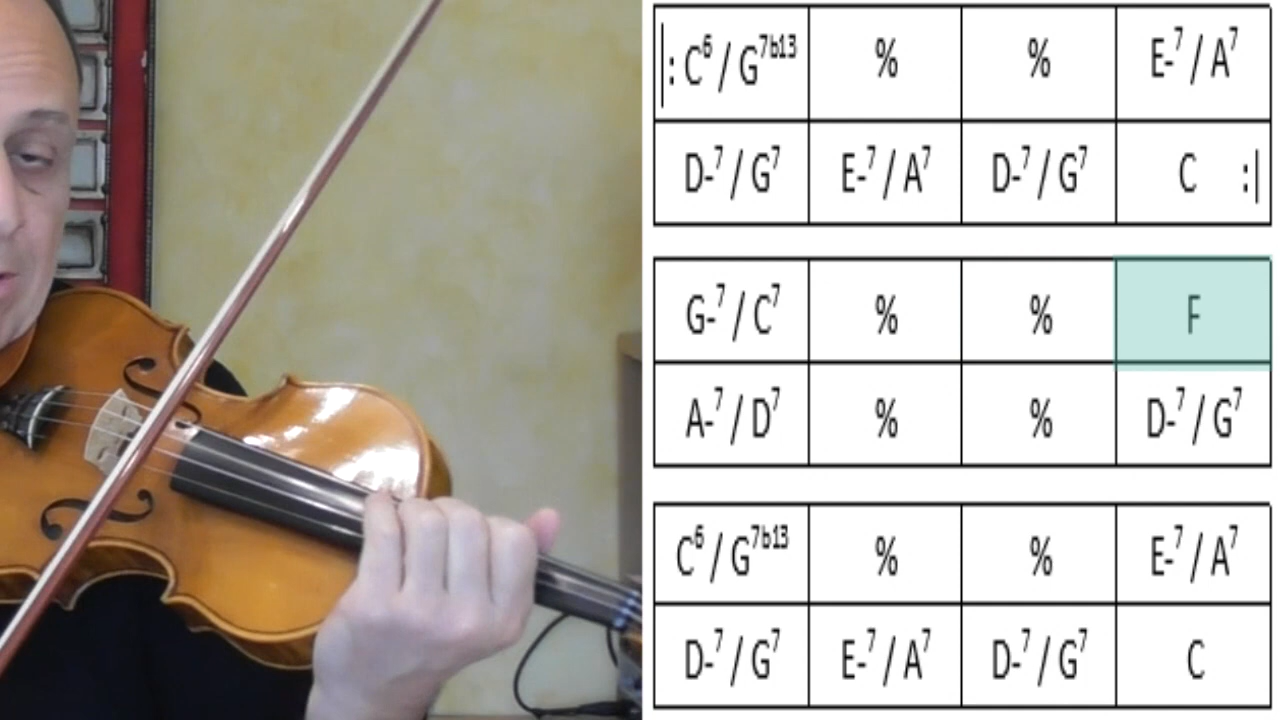 |: C⁶ / G⁷ᵇ¹³ % % E-⁷ / A⁷
D-⁷ / G⁷ E-⁷ / A⁷ D-⁷ / G⁷ C :|
G-⁷ / C⁷ % % F
A-⁷ / D⁷ % % D-⁷ / G⁷
C⁶ / G⁷ᵇ¹³ % % E-⁷ / A⁷
D-⁷ / G⁷ E-⁷ / A⁷ D-⁷ / G⁷ C